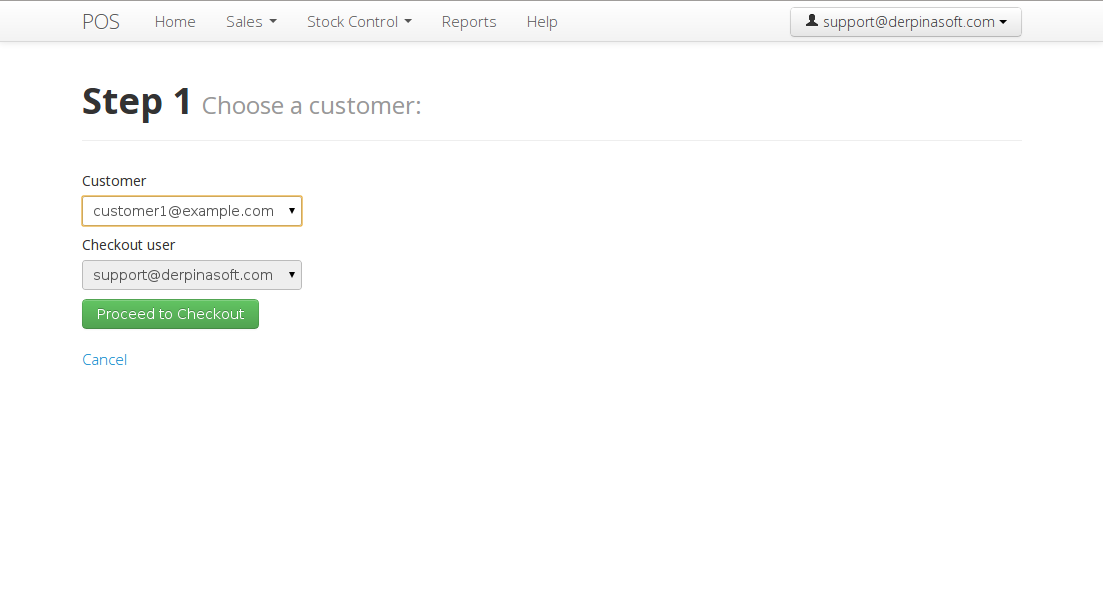 POS Home Sales Stock Control Reports Help support@derpinasoft.com
Step 1 Choose a customer:
Customer
customer1@example.com
Checkout user
support@derpinasoft.com
Proceed to Checkout
Cancel